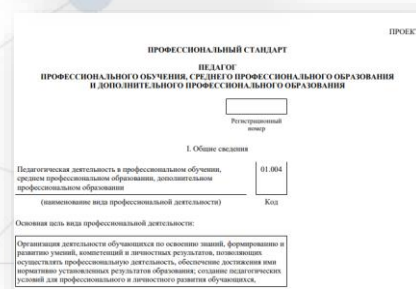 ПРОЕКТ
ПРОФЕССИОНАЛЬНЫЙ СТАНДАРТ
ПЕДАГОГ
ПРОФЕССИОНАЛЬНОГО ОБУЧЕНИЯ, СРЕДНЕГО ПРОФЕССИОНАЛЬНОГО ОБРАЗОВАНИЯ
И ДОПОЛНИТЕЛЬНОГО ПРОФЕССИОНАЛЬНОГО ОБРАЗОВАНИЯ
Регистрационный
номер
I. Общие сведения
Педагогическая деятельность в профессиональном обучении,
среднем профессиональном образовании, дополнительном
профессиональном образовании
01.004
(наименование вида профессиональной деятельности)
Код
Основная цель вида профессиональной деятельности:
Организация деятельности обучающихся по освоению знаний, формированию и
развитию умений, компетенций и личностных результатов, позволяющих
осуществлять профессиональную деятельность, обеспечение достижения ими
нормативно установленных результатов образования; создание педагогических
условий для профессионального и личностного развития обучающихся,